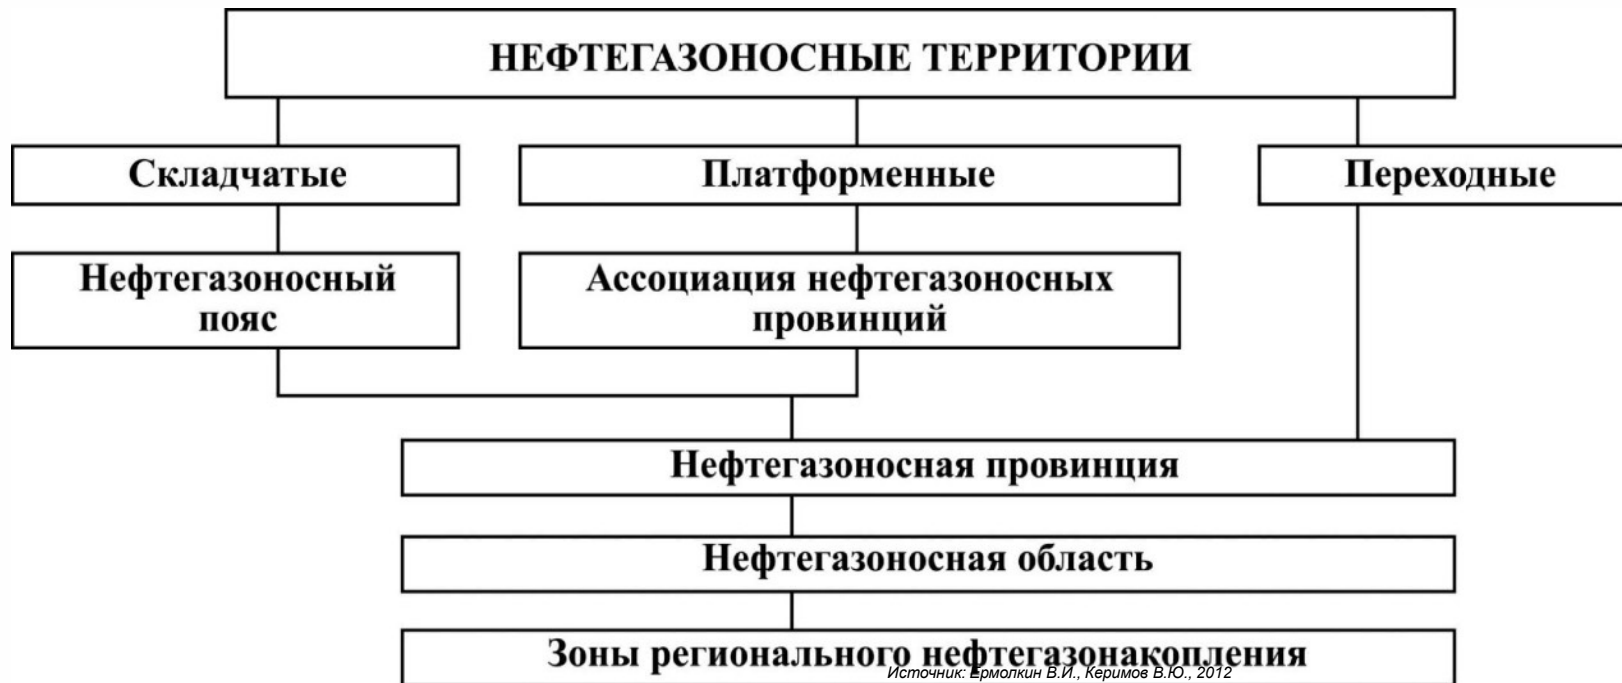 НЕФТЕГАЗОНОСНЫЕ ТЕРРИТОРИИ
Складчатые
Платформенные
Переходные
Нефтегазоносный
пояс
Ассоциация нефтегазоносных
провинций
Нефтегазоносная провинция
Нефтегазоносная область
Зоны регионального нефтегазонакопления
Источник: Ермолкин В.И., Керимов В.Ю., 2012